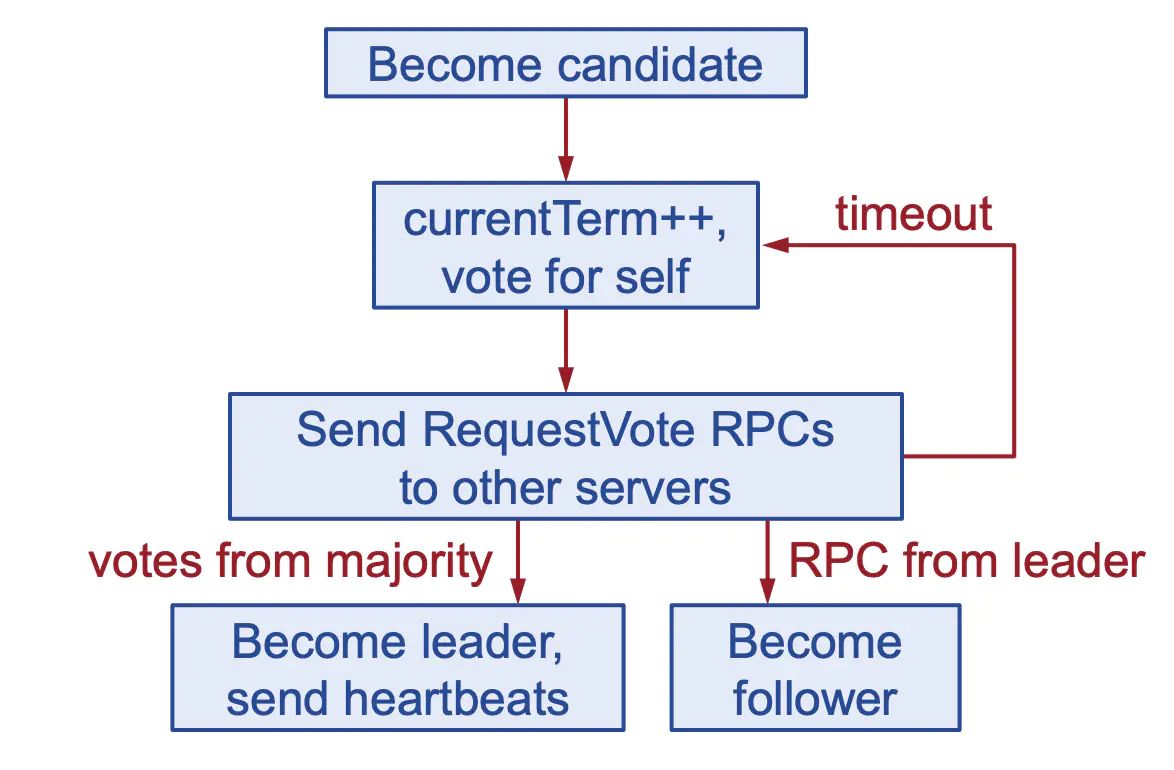 Become candidate
currentTerm++,
vote for self
timeout
Send RequestVote RPCs
to other servers
votes from majority
RPC from leader
Become leader,
send heartbeats
Become
follower